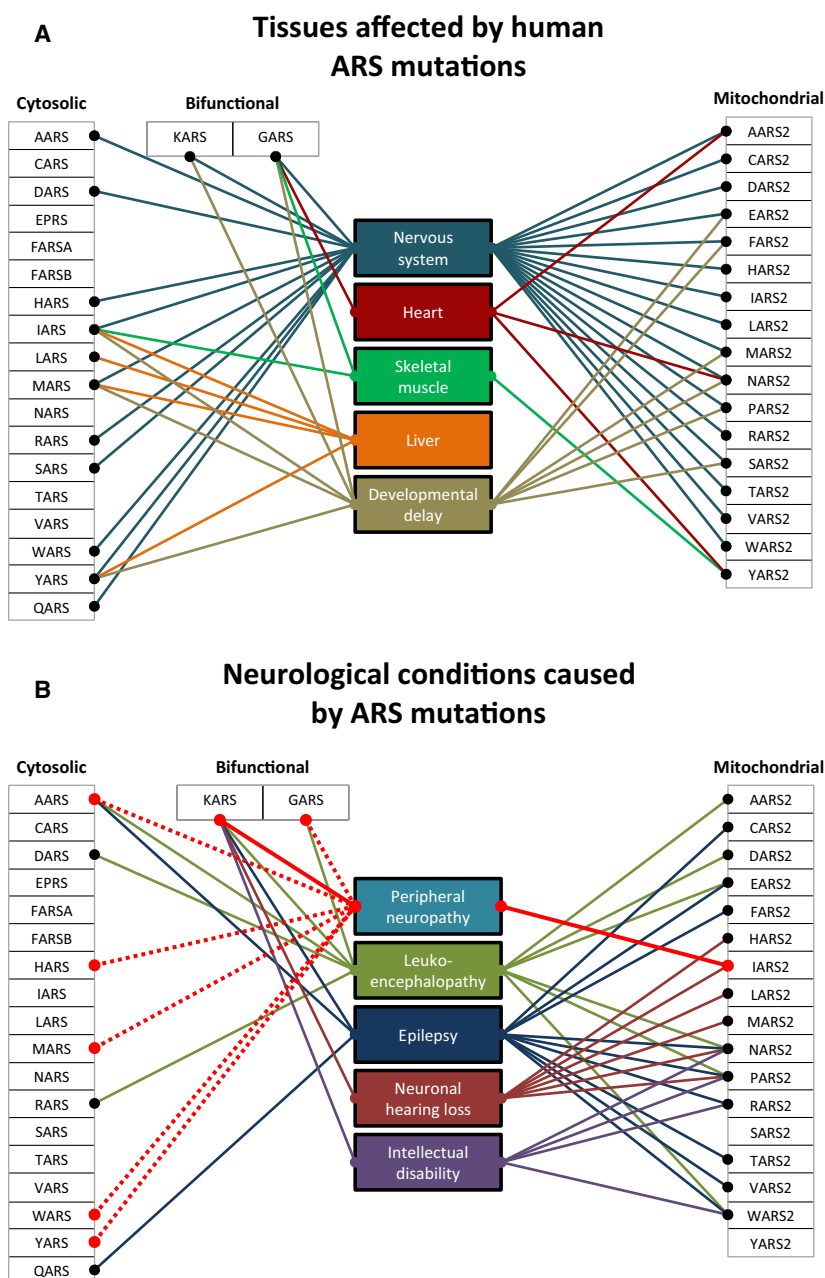 A
Tissues affected by human
ARS mutations
Cytosolic
Bifunctional
Mitochondrial
AARS
CARS
DARS
EPRS
FARSA
FARSB
HARS
IARS
LARS
MARS
NARS
RARS
SARS
TARS
VARS
WARS
YARS
QARS
KARS
GARS
Nervous
system
Heart
Skeletal
muscle
Liver
Developmental
delay
AARS2
CARS2
DARS2
EARS2
FARS2
HARS2
IARS2
LARS2
MARS2
NARS2
PARS2
RARS2
SARS2
TARS2
VARS2
WARS2
YARS2
B
Neurological conditions caused
by ARS mutations
Cytosolic
Bifunctional
Mitochondrial
AARS
CARS
DARS
EPRS
FARSA
FARSB
HARS
IARS
LARS
MARS
NARS
RARS
SARS
TARS
VARS
WARS
YARS
QARS
KARS
GARS
Peripheral
neuropathy
Leuko-
encephalopathy
Epilepsy
Neuronal
hearing loss
Intellectual
disability
AARS2
CARS2
DARS2
EARS2
FARS2
HARS2
IARS2
LARS2
MARS2
NARS2
PARS2
RARS2
SARS2
TARS2
VARS2
WARS2
YARS2